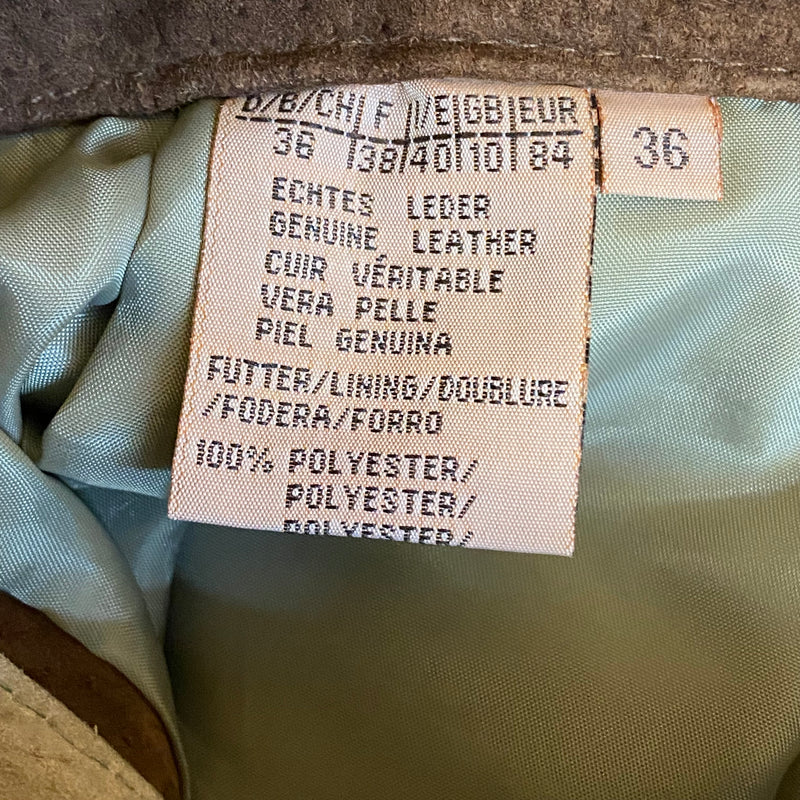 D/B/CH| F |I/E|GB|EUR
36 |38|40|10|84
36
ECHTES LEDER
GENUINE LEATHER
CUIR VÉRITABLE
VERA PELLE
PIEL GENUINA
FUTTER/LINING/DOUBLURE
/FODERA/FORRO
100% POLYESTER/
POLYESTER/
POLYESTER/